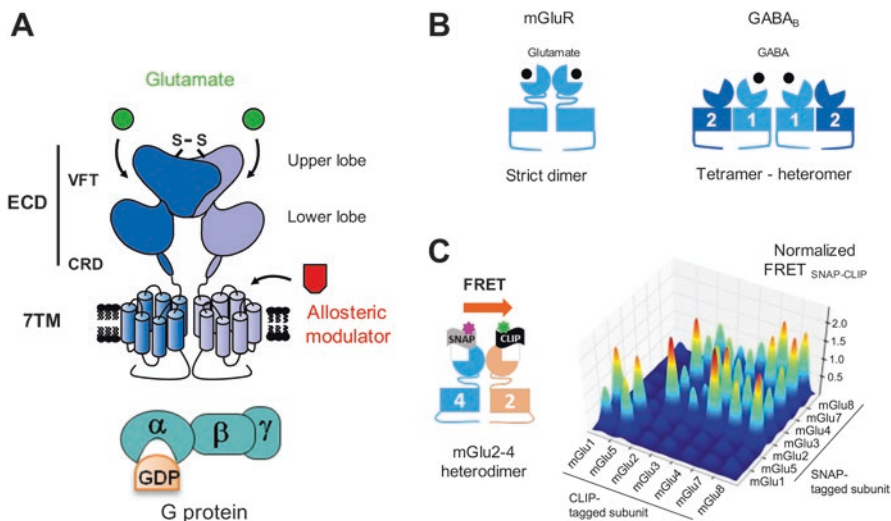 A
Glutamate
S-S
Upper lobe
VFT
ECD
Lower lobe
CRD
7TM
Allosteric
modulator
α
β
γ
GDP
G protein
B
mGluR
GABAB
Glutamate
GABA
2
1
1
2
Strict dimer
Tetramer - heteromer
C
FRET
SNAP
CLIP
4
2
mGlu2-4
heterodimer
Normalized
FRET SNAP-CLIP
2.0
1.5
1.0
0.5
mGlu8
mGlu7
mGlu4
mGlu3
mGlu2
mGlu5
mGlu1
SNAP-
tagged subunit
mGlu1
mGlu5
mGlu2
mGlu3
mGlu4
mGlu7
mGlu8
CLIP-
tagged subunit